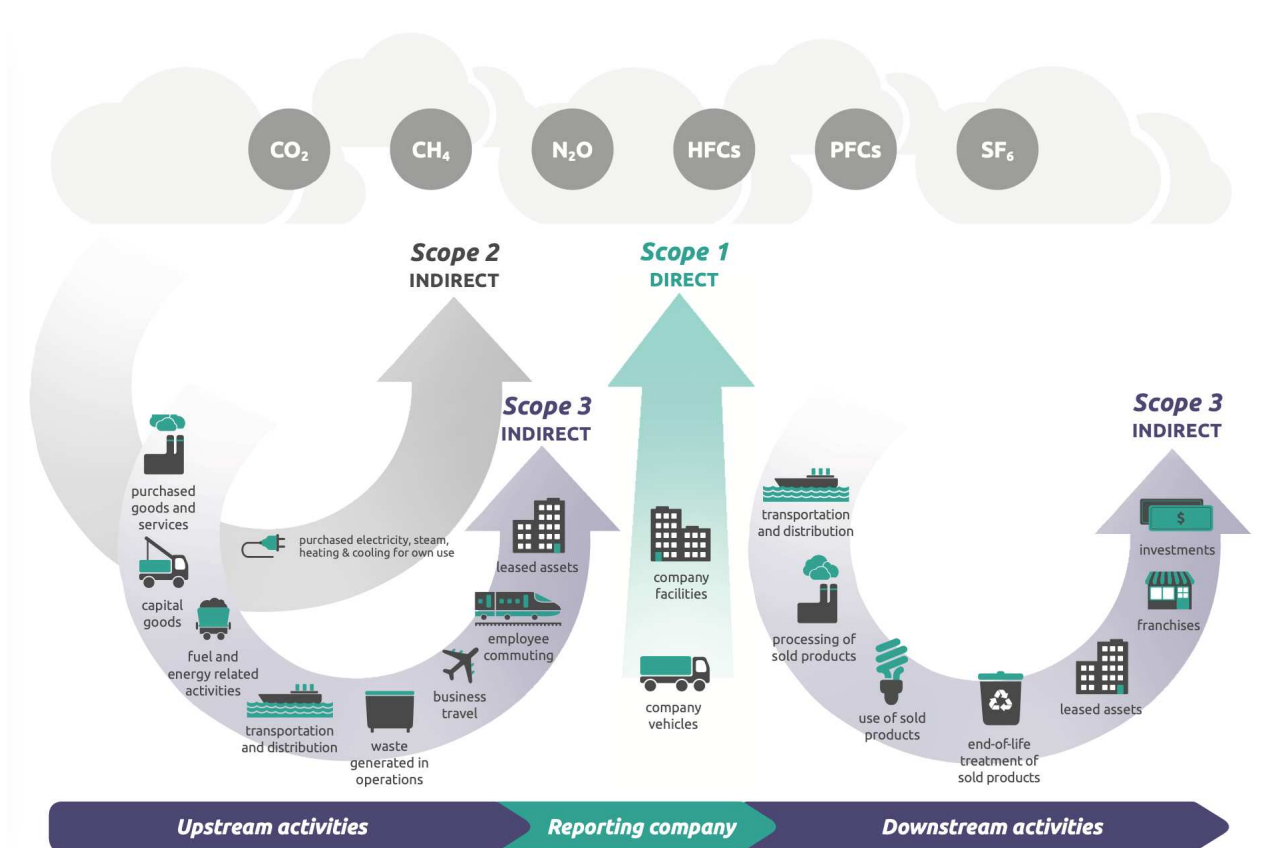 CO₂
CH₄
N₂O
HFCs
PFCs
SF₆
Scope 2
INDIRECT
Scope 1
DIRECT
Scope 3
INDIRECT
Scope 3
INDIRECT
purchased
goods and
services
capital
goods
fuel and
energy related
activities
transportation
and distribution
waste
generated in
operations
business
travel
employee
commuting
leased assets
purchased electricity, steam,
heating & cooling for own use
company
facilities
company
vehicles
transportation
and distribution
processing of
sold products
use of sold
products
end-of-life
treatment of
sold products
leased assets
franchises
$
investments
Upstream activities
Reporting company
Downstream activities